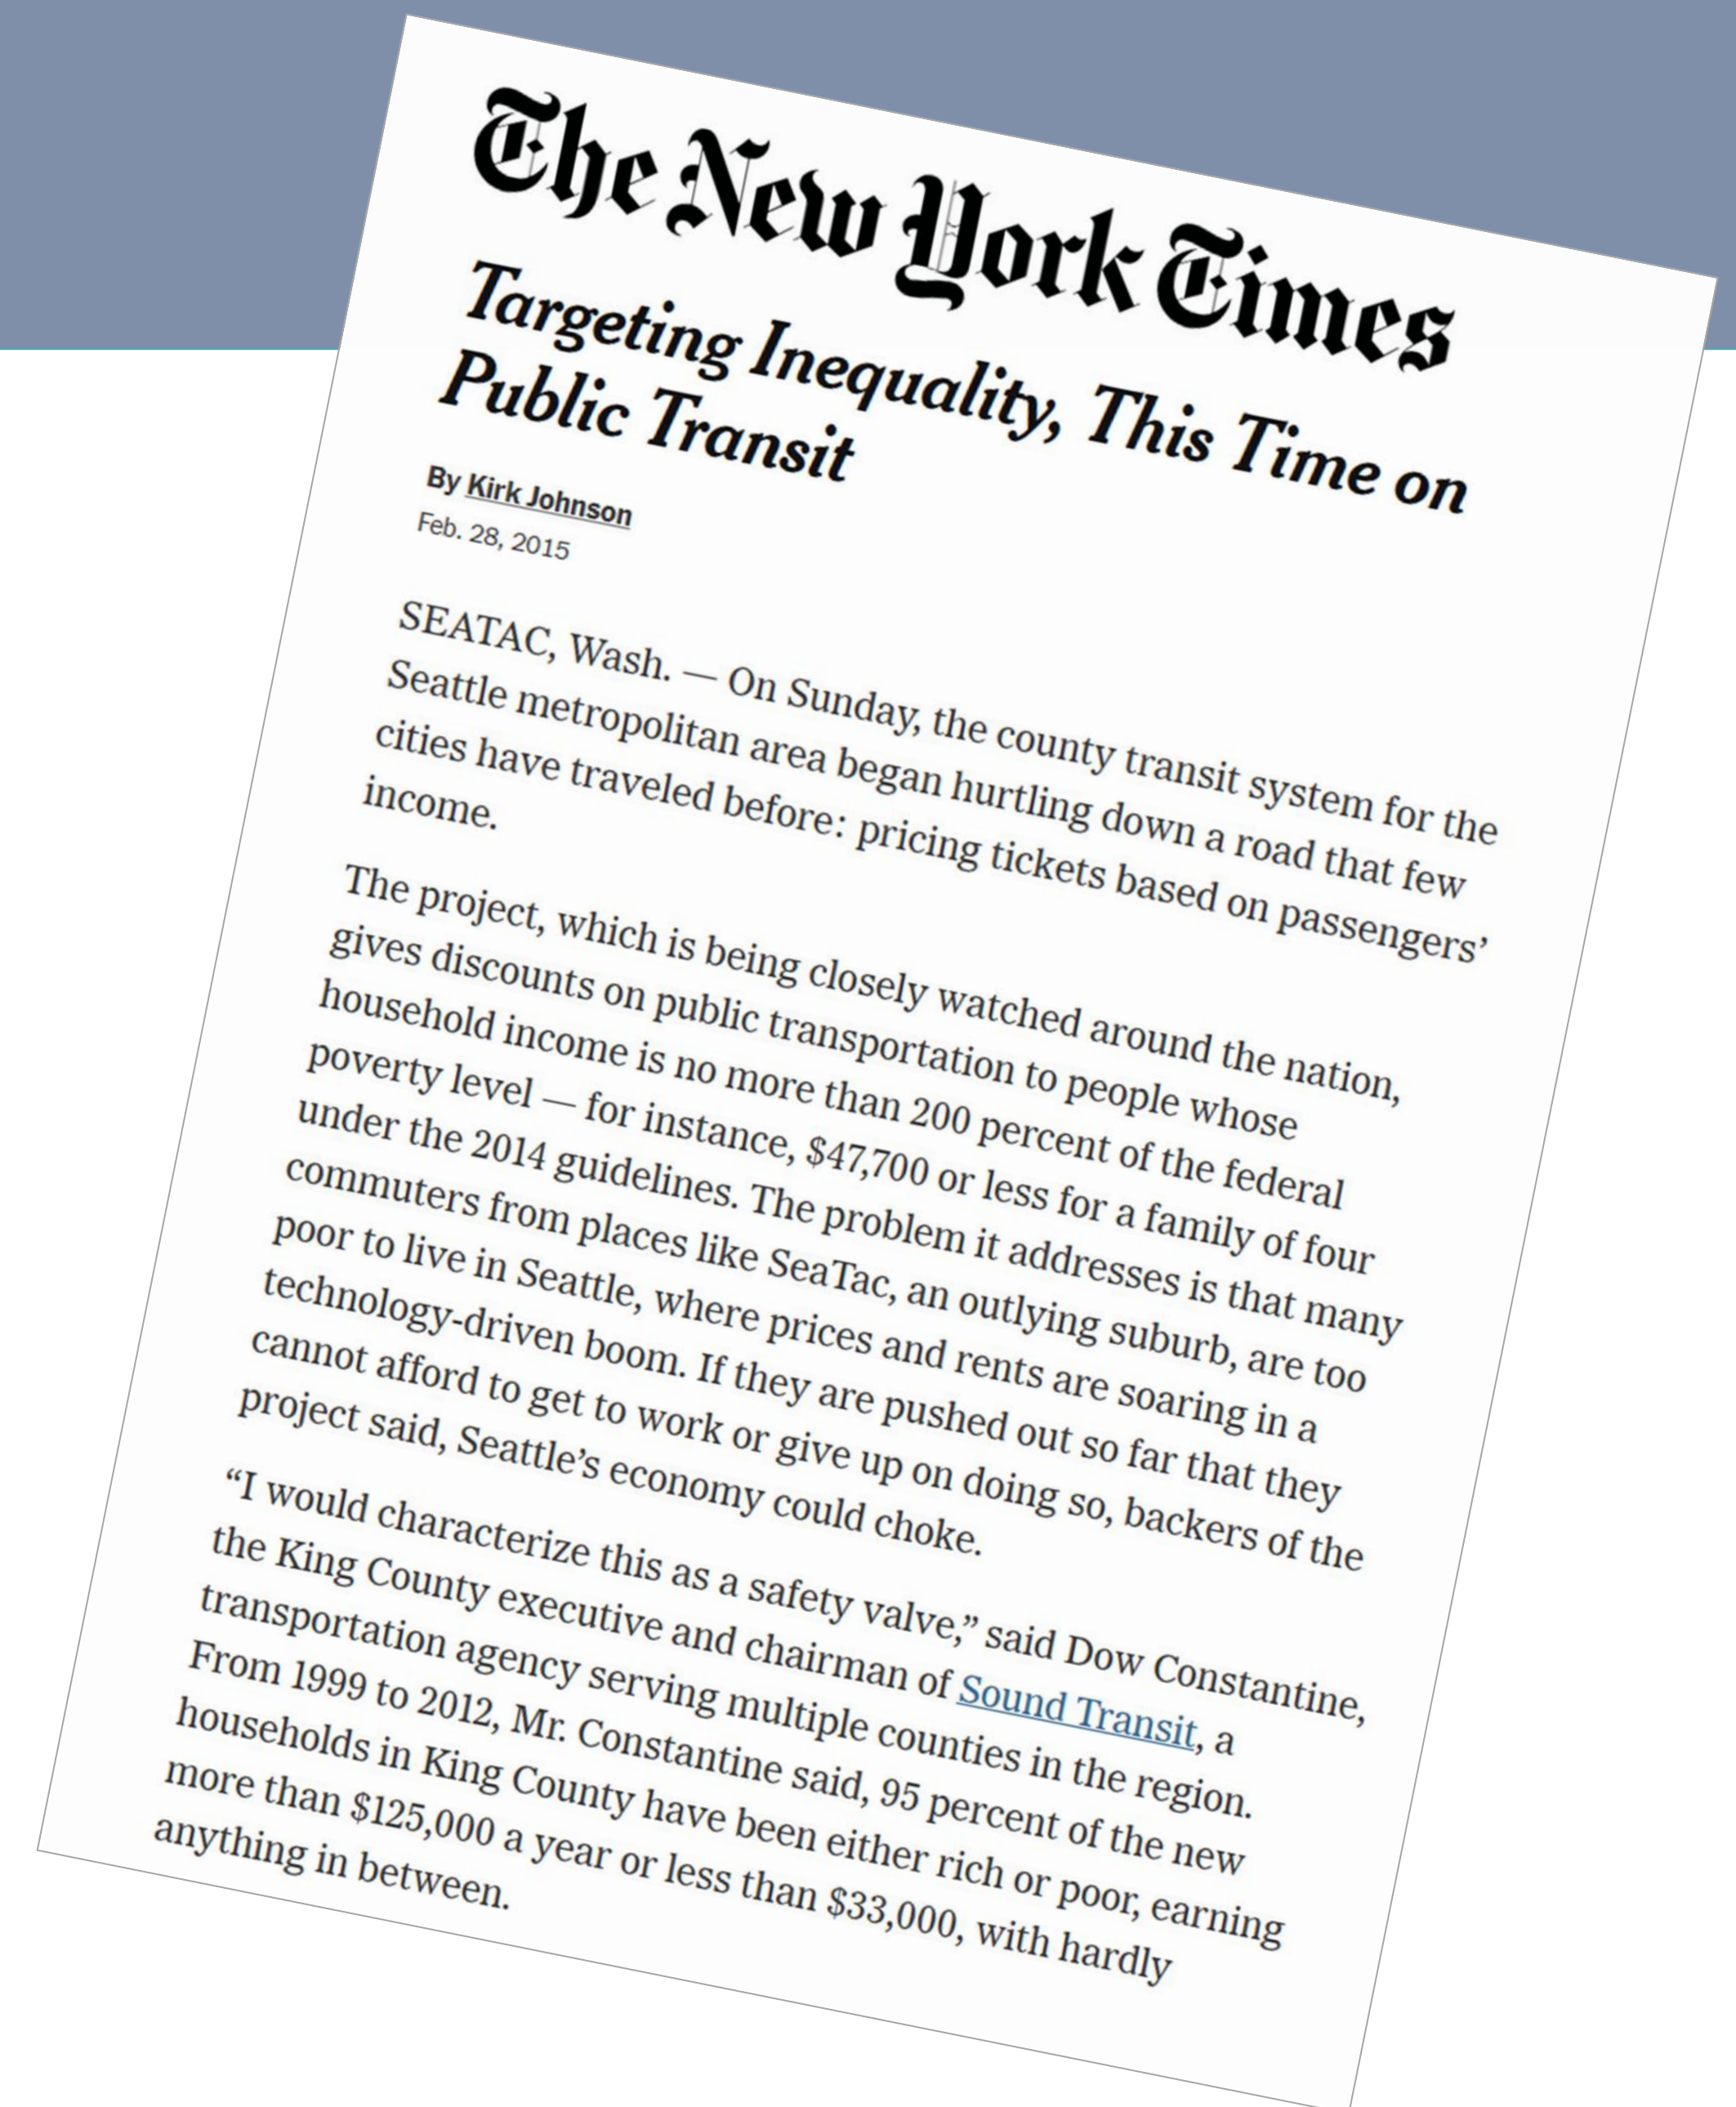 The New York Times
Targeting Inequality, This Time on
Public Transit
By Kirk Johnson
Feb. 28, 2015
SEATAC, Wash. — On Sunday, the county transit system for the
Seattle metropolitan area began hurtling down a road that few
cities have traveled before: pricing tickets based on passengers’
income.
The project, which is being closely watched around the nation,
gives discounts on public transportation to people whose
household income is no more than 200 percent of the federal
poverty level — for instance, $47,700 or less for a family of four
under the 2014 guidelines. The problem it addresses is that many
commuters from places like SeaTac, an outlying suburb, are too
poor to live in Seattle, where prices and rents are soaring in a
technology-driven boom. If they are pushed out so far that they
cannot afford to get to work or give up on doing so, backers of the
project said, Seattle’s economy could choke.
“I would characterize this as a safety valve,” said Dow Constantine,
the King County executive and chairman of Sound Transit, a
transportation agency serving multiple counties in the region.
From 1999 to 2012, Mr. Constantine said, 95 percent of the new
households in King County have been either rich or poor, earning
more than $125,000 a year or less than $33,000, with hardly
anything in between.